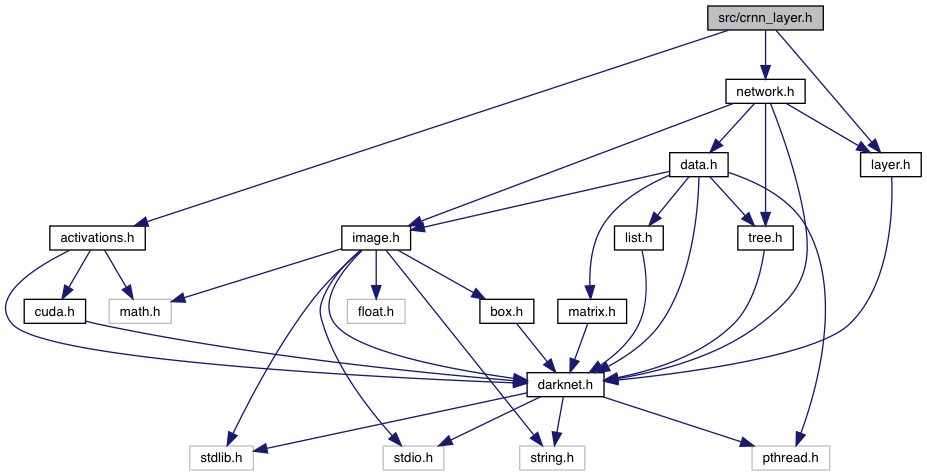 src/crnn_layer.h
network.h
data.h
layer.h
activations.h
image.h
list.h
tree.h
cuda.h
math.h
float.h
box.h
matrix.h
darknet.h
stdlib.h
stdio.h
string.h
pthread.h